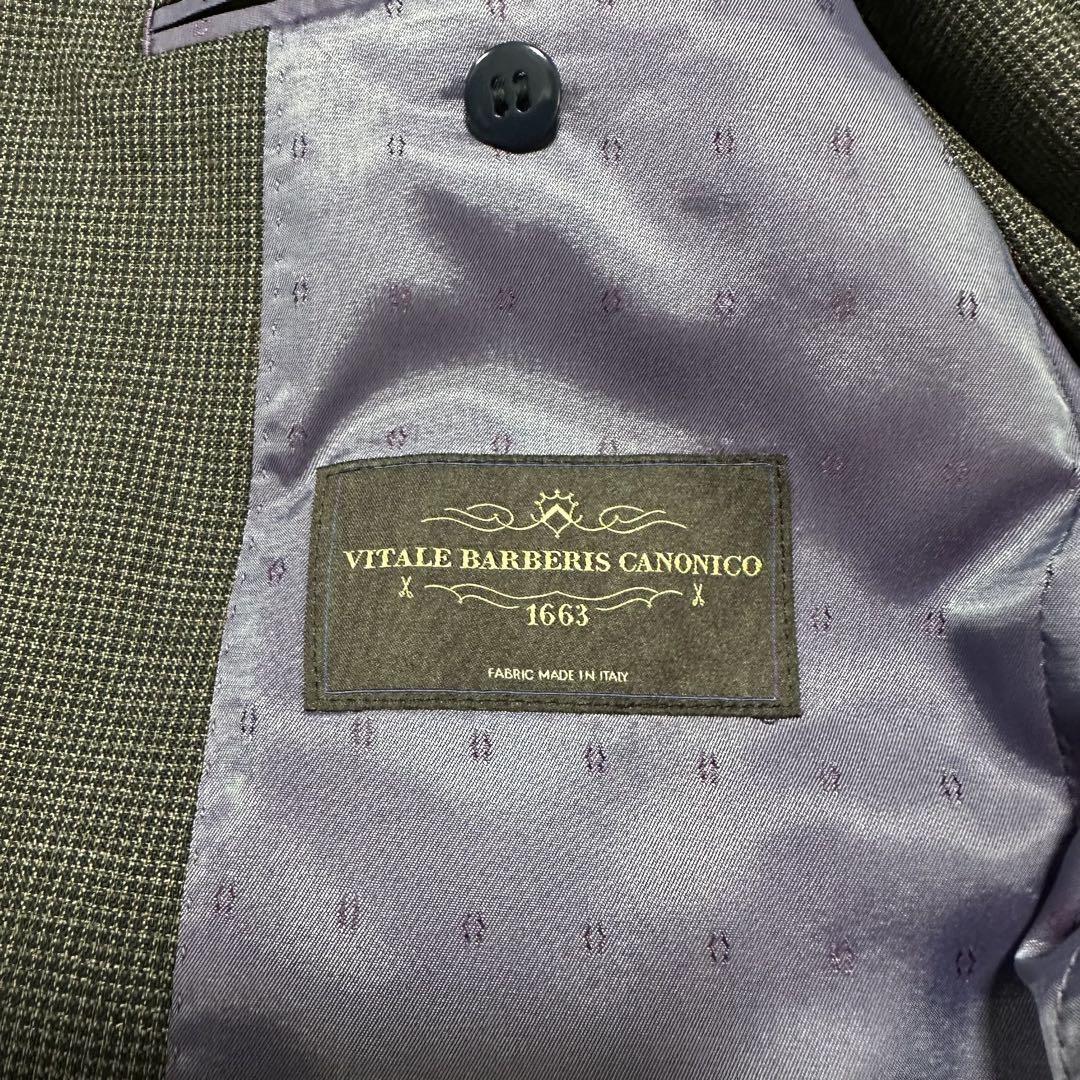 VITALE BARBERIS CANONICO
1663
FABRIC MADE IN ITALY